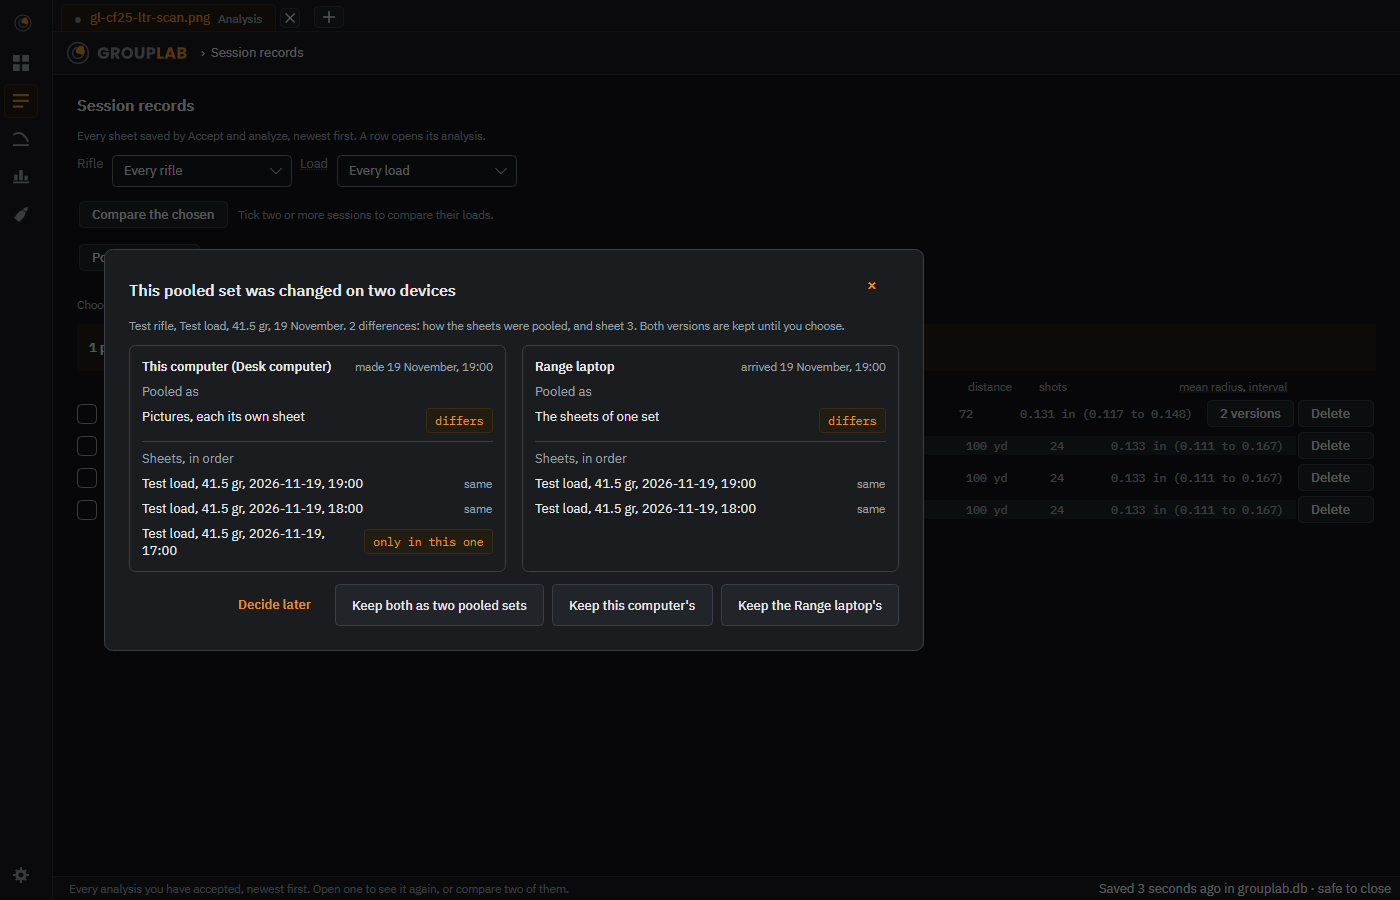 gl-cf25-ltr-scan.png Analysis
GROUPLAB › Session records
Session records
Every sheet saved by Accept and analyze, newest first. A row opens its analysis.
Rifle Every rifle Load Every load
Compare the chosen Tick two or more sessions to compare their loads.
This pooled set was changed on two devices
Test rifle, Test load, 41.5 gr, 19 November. 2 differences: how the sheets were pooled, and sheet 3. Both versions are kept until you choose.
This computer (Desk computer) made 19 November, 19:00
Pooled as
Pictures, each its own sheet differs
Sheets, in order
Test load, 41.5 gr, 2026-11-19, 19:00 same
Test load, 41.5 gr, 2026-11-19, 18:00 same
Test load, 41.5 gr, 2026-11-19,
17:00 only in this one
Range laptop arrived 19 November, 19:00
Pooled as
The sheets of one set differs
Sheets, in order
Test load, 41.5 gr, 2026-11-19, 19:00 same
Test load, 41.5 gr, 2026-11-19, 18:00 same
Decide later Keep both as two pooled sets Keep this computer's Keep the Range laptop's
distance shots mean radius, interval
72 0.131 in (0.117 to 0.148) 2 versions Delete
100 yd 24 0.133 in (0.111 to 0.167) Delete
100 yd 24 0.133 in (0.111 to 0.167) Delete
100 yd 24 0.133 in (0.111 to 0.167) Delete
Every analysis you have accepted, newest first. Open one to see it again, or compare two of them.
Saved 3 seconds ago in grouplab.db · safe to close